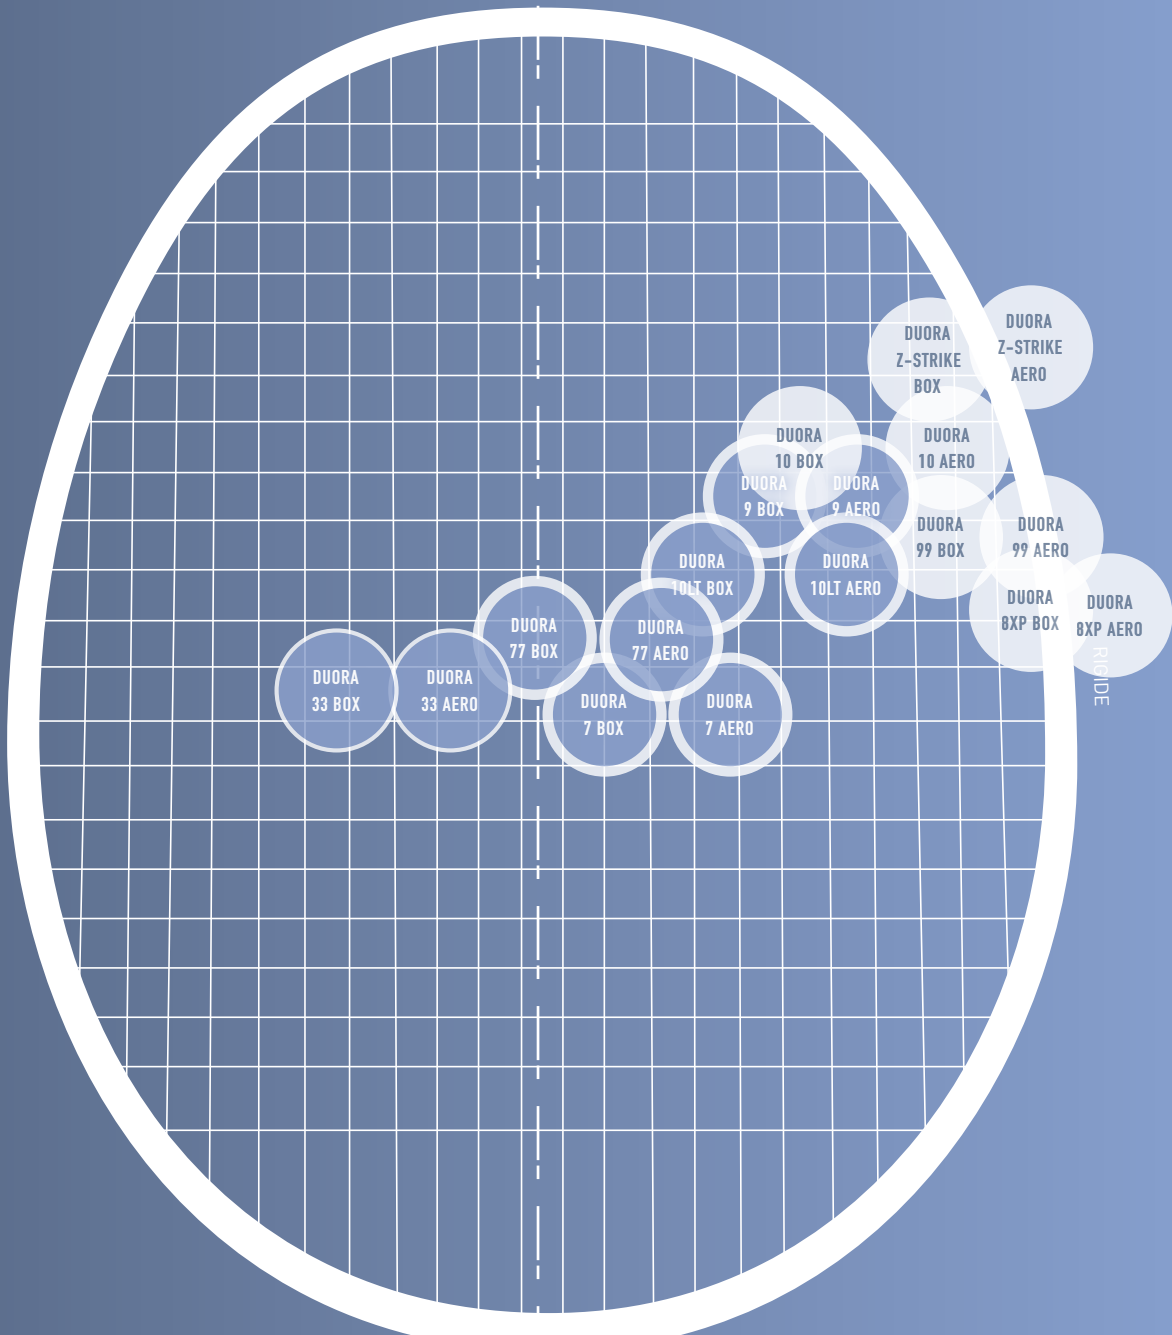 DUORA
Z-STRIKE
AERO
DUORA
Z-STRIKE
BOX
DUORA
10 BOX
DUORA
10 AERO
DUORA
9 BOX
DUORA
9 AERO
DUORA
99 BOX
DUORA
99 AERO
DUORA
10LT BOX
DUORA
10LT AERO
DUORA
8XP BOX
DUORA
8XP AERO
DUORA
77 BOX
DUORA
77 AERO
RIGIDE
DUORA
33 BOX
DUORA
33 AERO
DUORA
7 BOX
DUORA
7 AERO